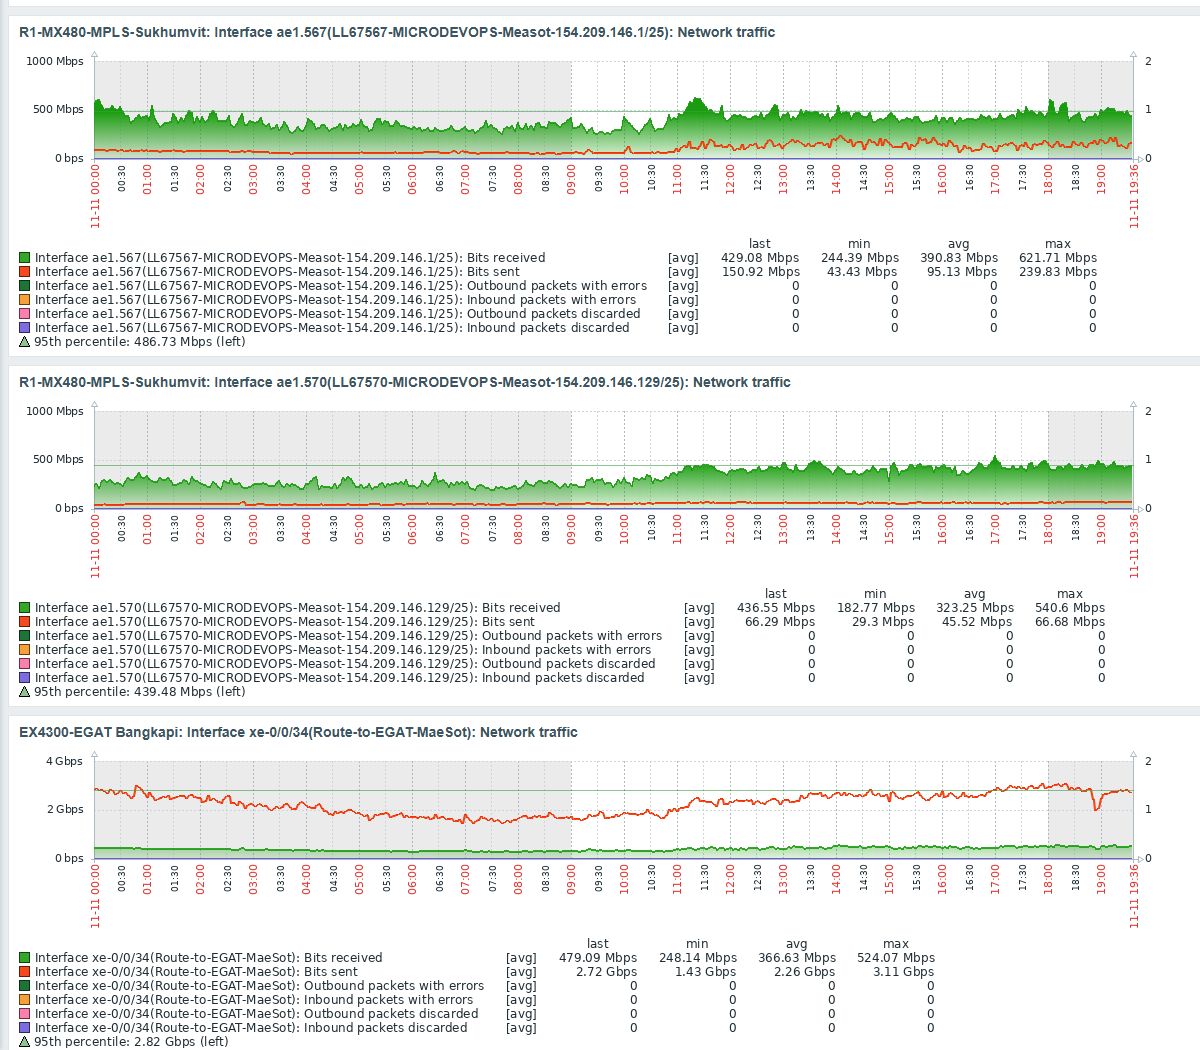 R1-MX480-MPLS-Sukhumvit: Interface ae1.567(LL67567-MICRODEVOPS-Measot-154.209.146.1/25): Network traffic
1000 Mbps 2
500 Mbps 1
0 bps 0
11-11 00:00 00:30 01:00 01:30 02:00 02:30 03:00 03:30 04:00 04:30 05:00 05:30 06:00 06:30 07:00 07:30 08:00 08:30 09:00 09:30 10:00 10:30 11:00 11:30 12:00 12:30 13:00 13:30 14:00 14:30 15:00 15:30 16:00 16:30 17:00 17:30 18:00 18:30 19:00 11-11 19:36
last min avg max
Interface ae1.567(LL67567-MICRODEVOPS-Measot-154.209.146.1/25): Bits received [avg] 429.08 Mbps 244.39 Mbps 390.83 Mbps 621.71 Mbps
Interface ae1.567(LL67567-MICRODEVOPS-Measot-154.209.146.1/25): Bits sent [avg] 150.92 Mbps 43.43 Mbps 95.13 Mbps 239.83 Mbps
Interface ae1.567(LL67567-MICRODEVOPS-Measot-154.209.146.1/25): Outbound packets with errors [avg] 0 0 0 0
Interface ae1.567(LL67567-MICRODEVOPS-Measot-154.209.146.1/25): Inbound packets with errors [avg] 0 0 0 0
Interface ae1.567(LL67567-MICRODEVOPS-Measot-154.209.146.1/25): Outbound packets discarded [avg] 0 0 0 0
Interface ae1.567(LL67567-MICRODEVOPS-Measot-154.209.146.1/25): Inbound packets discarded [avg] 0 0 0 0
95th percentile: 486.73 Mbps (left)
R1-MX480-MPLS-Sukhumvit: Interface ae1.570(LL67570-MICRODEVOPS-Measot-154.209.146.129/25): Network traffic
1000 Mbps 2
500 Mbps 1
0 bps 0
11-11 00:00 00:30 01:00 01:30 02:00 02:30 03:00 03:30 04:00 04:30 05:00 05:30 06:00 06:30 07:00 07:30 08:00 08:30 09:00 09:30 10:00 10:30 11:00 11:30 12:00 12:30 13:00 13:30 14:00 14:30 15:00 15:30 16:00 16:30 17:00 17:30 18:00 18:30 19:00 11-11 19:36
last min avg max
Interface ae1.570(LL67570-MICRODEVOPS-Measot-154.209.146.129/25): Bits received [avg] 436.55 Mbps 182.77 Mbps 323.25 Mbps 540.6 Mbps
Interface ae1.570(LL67570-MICRODEVOPS-Measot-154.209.146.129/25): Bits sent [avg] 66.29 Mbps 29.3 Mbps 45.52 Mbps 66.68 Mbps
Interface ae1.570(LL67570-MICRODEVOPS-Measot-154.209.146.129/25): Outbound packets with errors [avg] 0 0 0 0
Interface ae1.570(LL67570-MICRODEVOPS-Measot-154.209.146.129/25): Inbound packets with errors [avg] 0 0 0 0
Interface ae1.570(LL67570-MICRODEVOPS-Measot-154.209.146.129/25): Outbound packets discarded [avg] 0 0 0 0
Interface ae1.570(LL67570-MICRODEVOPS-Measot-154.209.146.129/25): Inbound packets discarded [avg] 0 0 0 0
95th percentile: 439.48 Mbps (left)
EX4300-EGAT Bangkapi: Interface xe-0/0/34(Route-to-EGAT-MaeSot): Network traffic
4 Gbps 2
2 Gbps 1
0 bps 0
11-11 00:00 00:30 01:00 01:30 02:00 02:30 03:00 03:30 04:00 04:30 05:00 05:30 06:00 06:30 07:00 07:30 08:00 08:30 09:00 09:30 10:00 10:30 11:00 11:30 12:00 12:30 13:00 13:30 14:00 14:30 15:00 15:30 16:00 16:30 17:00 17:30 18:00 18:30 19:00 11-11 19:36
last min avg max
Interface xe-0/0/34(Route-to-EGAT-MaeSot): Bits received [avg] 479.09 Mbps 248.14 Mbps 366.63 Mbps 524.07 Mbps
Interface xe-0/0/34(Route-to-EGAT-MaeSot): Bits sent [avg] 2.72 Gbps 1.43 Gbps 2.26 Gbps 3.11 Gbps
Interface xe-0/0/34(Route-to-EGAT-MaeSot): Outbound packets with errors [avg] 0 0 0 0
Interface xe-0/0/34(Route-to-EGAT-MaeSot): Inbound packets with errors [avg] 0 0 0 0
Interface xe-0/0/34(Route-to-EGAT-MaeSot): Outbound packets discarded [avg] 0 0 0 0
Interface xe-0/0/34(Route-to-EGAT-MaeSot): Inbound packets discarded [avg] 0 0 0 0
95th percentile: 2.82 Gbps (left)